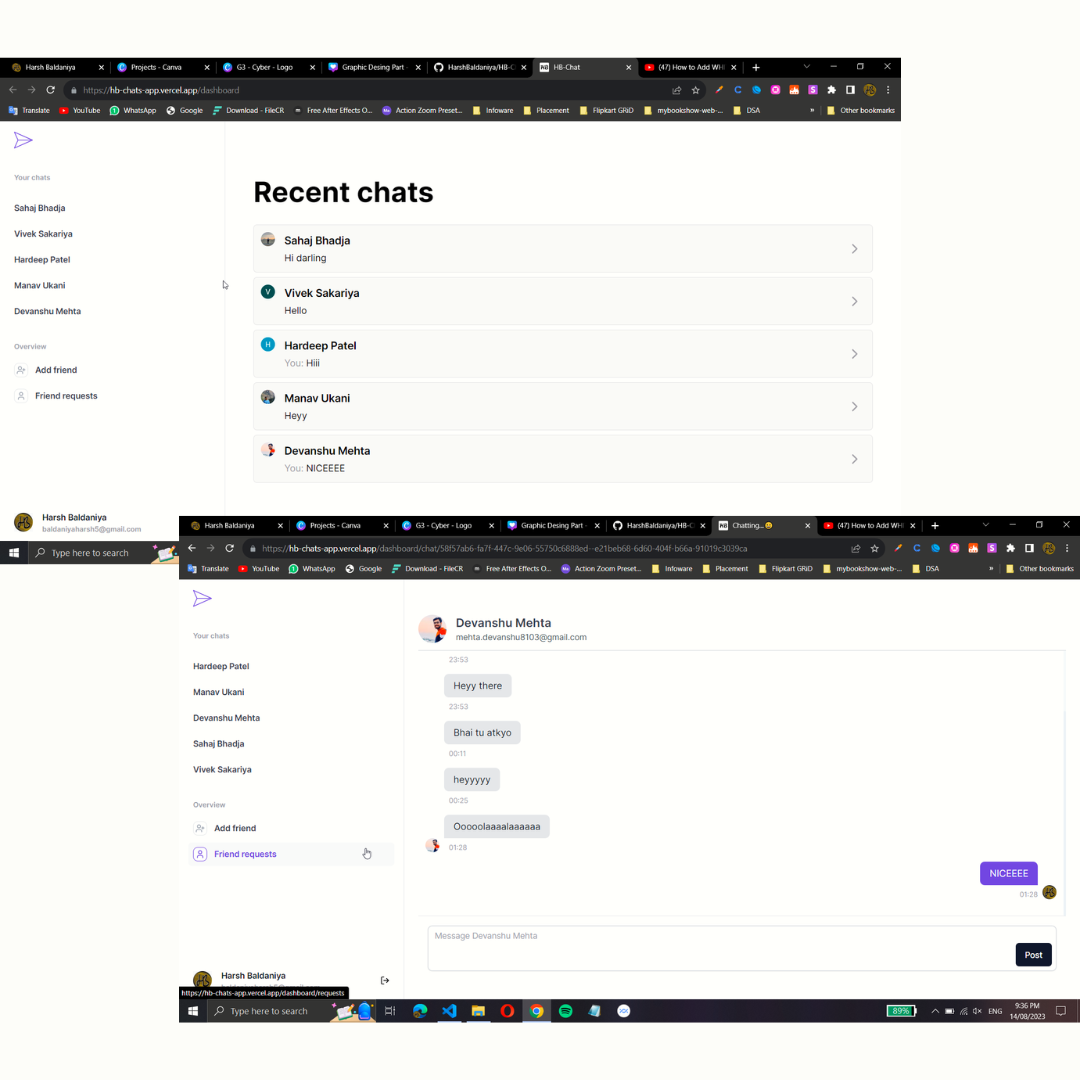 Harsh Baldaniya
Projects - Canva
G3 - Cyber - Logo
Graphic Desing Part -
HarshBaldaniya/HB-C
HB-Chat
(47) How to Add WH
https://hb-chats-app.vercel.app/dashboard
Translate
YouTube
WhatsApp
Google
Download - FileCR
Free After Effects O...
Action Zoom Preset...
Infoware
Placement
Flipkart GRiD
mybookshow-web-...
DSA
»
Other bookmarks
Your chats
Sahaj Bhadja
Vivek Sakariya
Hardeep Patel
Manav Ukani
Devanshu Mehta
Overview
Add friend
Friend requests
Harsh Baldaniya
baldaniyaharsh5@gmail.com
Type here to search
Recent chats
Sahaj Bhadja
Hi darling
V
Vivek Sakariya
Hello
H
Hardeep Patel
You: Hiii
Manav Ukani
Heyy
Devanshu Mehta
You: NICEEEE
Harsh Baldaniya
Projects - Canva
G3 - Cyber - Logo
Graphic Desing Part -
HarshBaldaniya/HB-C
Chatting...😀
(47) How to Add WH
https://hb-chats-app.vercel.app/dashboard/chat/58f57ab6-fa7f-447c-9e06-55750c6888ed--e21beb68-6d60-404f-b66a-91019c3039ca
Translate
YouTube
WhatsApp
Google
Download - FileCR
Free After Effects O...
Action Zoom Preset...
Infoware
Placement
Flipkart GRiD
mybookshow-web-...
DSA
»
Other bookmarks
Your chats
Hardeep Patel
Manav Ukani
Devanshu Mehta
Sahaj Bhadja
Vivek Sakariya
Overview
Add friend
Friend requests
Harsh Baldaniya
https://hb-chats-app.vercel.app/dashboard/requests
Devanshu Mehta
mehta.devanshu8103@gmail.com
23:53
Heyy there
23:53
Bhai tu atkyo
00:11
heyyyyy
00:25
Ooooolaaaalaaaaaa
01:28
NICEEEE
01:28
Message Devanshu Mehta
Post
Type here to search
89%
ENG
9:36 PM
14/08/2023